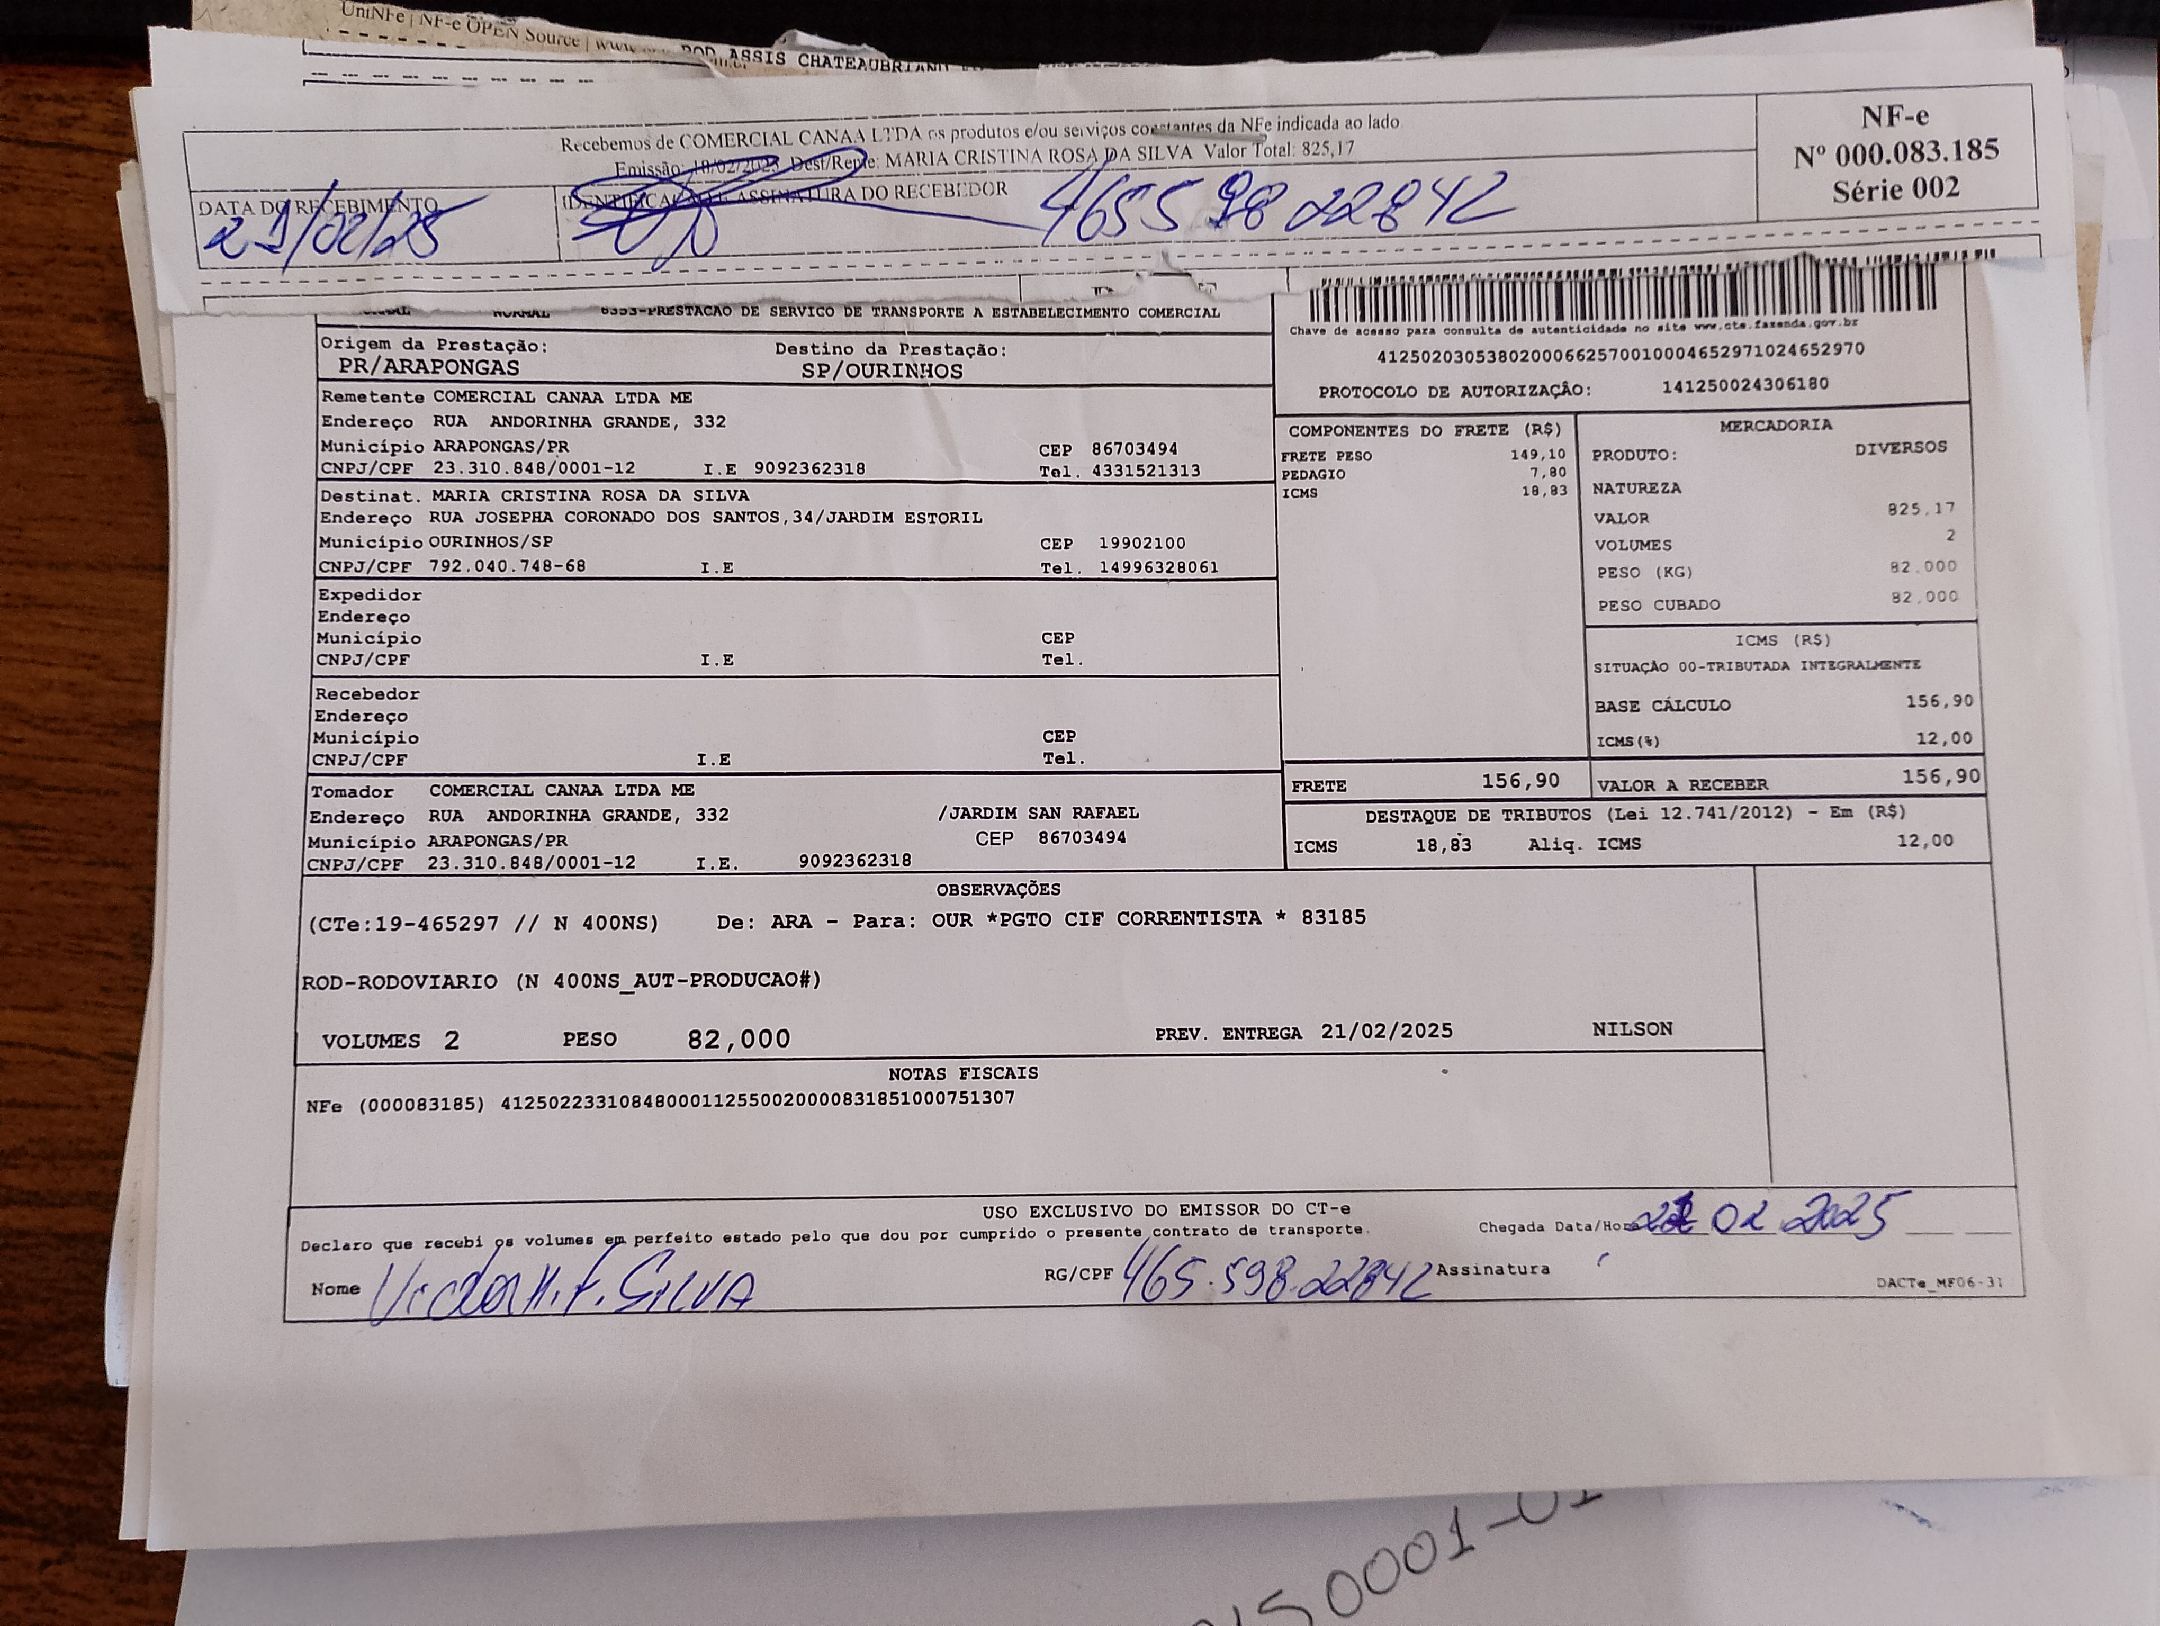 UniNFe | NF-e OPEN Source | www.
ROD ASSIS CHATEAUBRIAND
Recebemos de COMERCIAL CANAA LTDA os produtos e/ou serviços constantes da NFe indicada ao lado
Emissão: 18/02/2025 Dest/Reme: MARIA CRISTINA ROSA DA SILVA Valor Total: 825,17
NF-e
Nº 000.083.185
Série 002
DATA DO RECEBIMENTO
21/02/25
IDENTIFICAÇÃO E ASSINATURA DO RECEBEDOR
465598 22842
NORMAL 6353-PRESTACAO DE SERVICO DE TRANSPORTE A ESTABELECIMENTO COMERCIAL
Chave de acesso para consulta de autenticidade no site www.cte.fazenda.gov.br
41250203053802000662570010004652971024652970
PROTOCOLO DE AUTORIZAÇÃO: 141250024306180
Origem da Prestação: Destino da Prestação:
PR/ARAPONGAS SP/OURINHOS
Remetente COMERCIAL CANAA LTDA ME
Endereço RUA ANDORINHA GRANDE, 332
Município ARAPONGAS/PR CEP 86703494
CNPJ/CPF 23.310.848/0001-12 I.E 9092362318 Tel. 4331521313
Destinat. MARIA CRISTINA ROSA DA SILVA
Endereço RUA JOSEPHA CORONADO DOS SANTOS,34/JARDIM ESTORIL
Município OURINHOS/SP CEP 19902100
CNPJ/CPF 792.040.748-68 I.E Tel. 14996328061
Expedidor
Endereço
Município CEP
CNPJ/CPF I.E Tel.
Recebedor
Endereço
Município CEP
CNPJ/CPF I.E Tel.
Tomador COMERCIAL CANAA LTDA ME
Endereço RUA ANDORINHA GRANDE, 332 /JARDIM SAN RAFAEL
Município ARAPONGAS/PR CEP 86703494
CNPJ/CPF 23.310.848/0001-12 I.E. 9092362318
COMPONENTES DO FRETE (R$)
FRETE PESO 149,10
PEDAGIO 7,80
ICMS 18,83
MERCADORIA
PRODUTO: DIVERSOS
NATUREZA
VALOR 825,17
VOLUMES 2
PESO (KG) 82.000
PESO CUBADO 82,000
ICMS (R$)
SITUAÇÃO 00-TRIBUTADA INTEGRALMENTE
BASE CÁLCULO 156,90
ICMS(%) 12,00
FRETE 156,90 VALOR A RECEBER 156,90
DESTAQUE DE TRIBUTOS (Lei 12.741/2012) - Em (R$)
ICMS 18,83 Aliq. ICMS 12,00
OBSERVAÇÕES
(CTe:19-465297 // N 400NS) De: ARA - Para: OUR *PGTO CIF CORRENTISTA * 83185
ROD-RODOVIARIO (N 400NS_AUT-PRODUCAO#)
VOLUMES 2 PESO 82,000 PREV. ENTREGA 21/02/2025 NILSON
NOTAS FISCAIS
NFe (000083185) 41250223310848000112550020000831851000751307
USO EXCLUSIVO DO EMISSOR DO CT-e
Declaro que recebi os volumes em perfeito estado pelo que dou por cumprido o presente contrato de transporte.
Chegada Data/Hora 21 02 2025
Nome Victor H. F. SILVA RG/CPF 465.598.22842 Assinatura
DACTe_MF06-31
0001-01